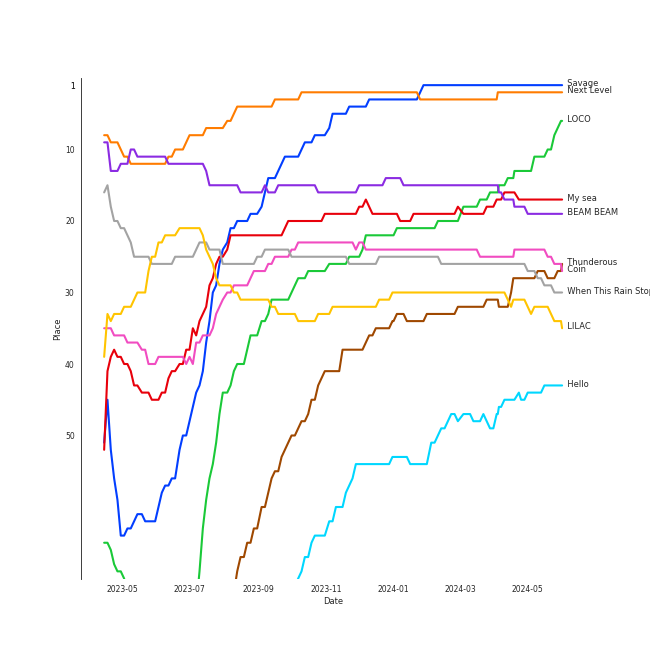 Savage
Next Level
LOCO
My sea
BEAM BEAM
Thunderous
Coin
When This Rain Stop
LILAC
Hello
1
10
20
30
40
50
Place
2023-05
2023-07
2023-09
2023-11
2024-01
2024-03
2024-05
Date